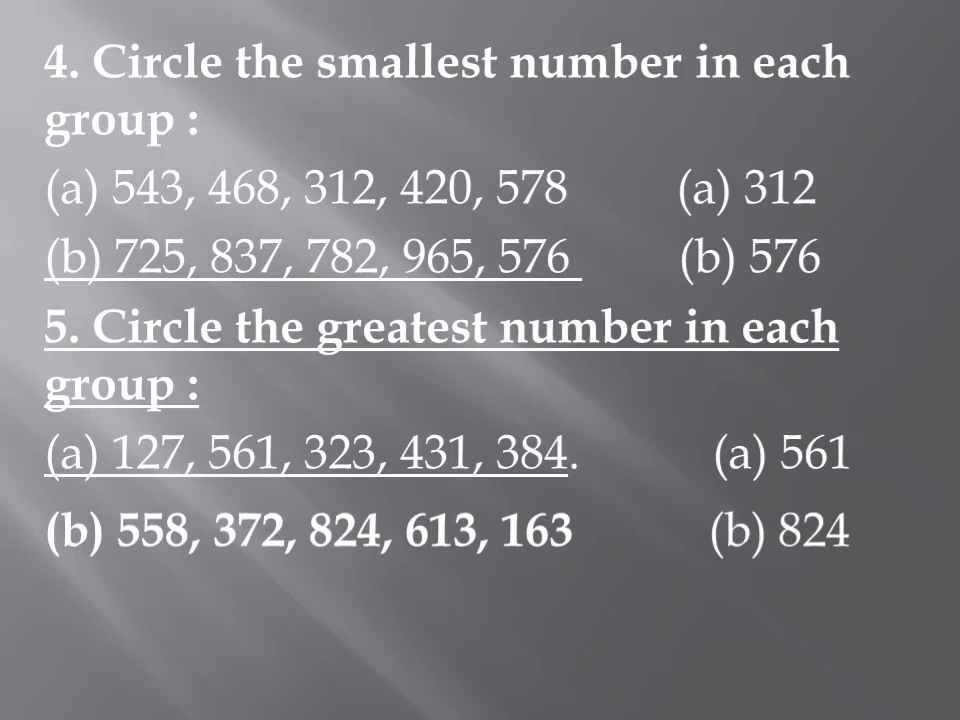 4. Circle the smallest number in each
group :
(a) 543, 468, 312, 420, 578 (a) 312
(b) 725, 837, 782, 965, 576 (b) 576
5. Circle the greatest number in each
group :
(a) 127, 561, 323, 431, 384. (a) 561
(b) 558, 372, 824, 613, 163 (b) 824